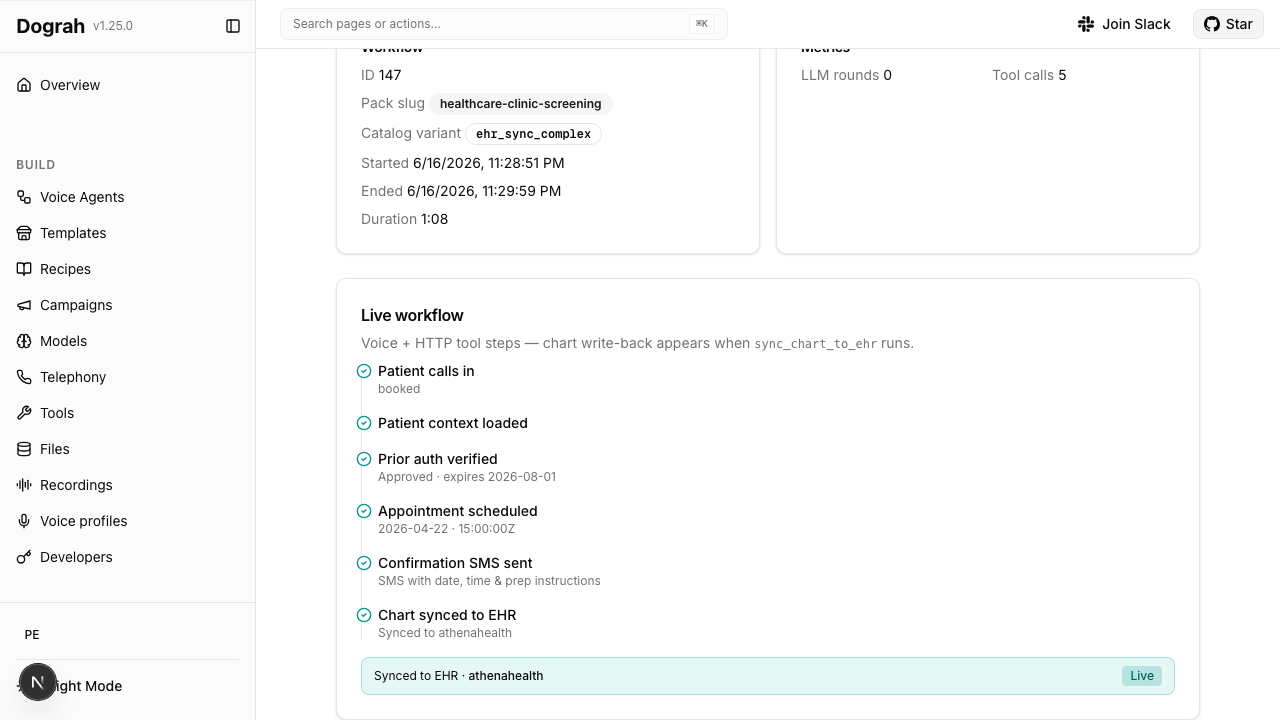 Dograh v1.25.0
Search pages or actions... ⌘K
Join Slack
Star
Overview
BUILD
Voice Agents
Templates
Recipes
Campaigns
Models
Telephony
Tools
Files
Recordings
Voice profiles
Developers
PE
N
ight Mode
Workflow
ID 147
Pack slug healthcare-clinic-screening
Catalog variant ehr_sync_complex
Started 6/16/2026, 11:28:51 PM
Ended 6/16/2026, 11:29:59 PM
Duration 1:08
Metrics
LLM rounds 0 Tool calls 5
Live workflow
Voice + HTTP tool steps — chart write-back appears when sync_chart_to_ehr runs.
Patient calls in
booked
Patient context loaded
Prior auth verified
Approved · expires 2026-08-01
Appointment scheduled
2026-04-22 · 15:00:00Z
Confirmation SMS sent
SMS with date, time & prep instructions
Chart synced to EHR
Synced to athenahealth
Synced to EHR · athenahealth Live